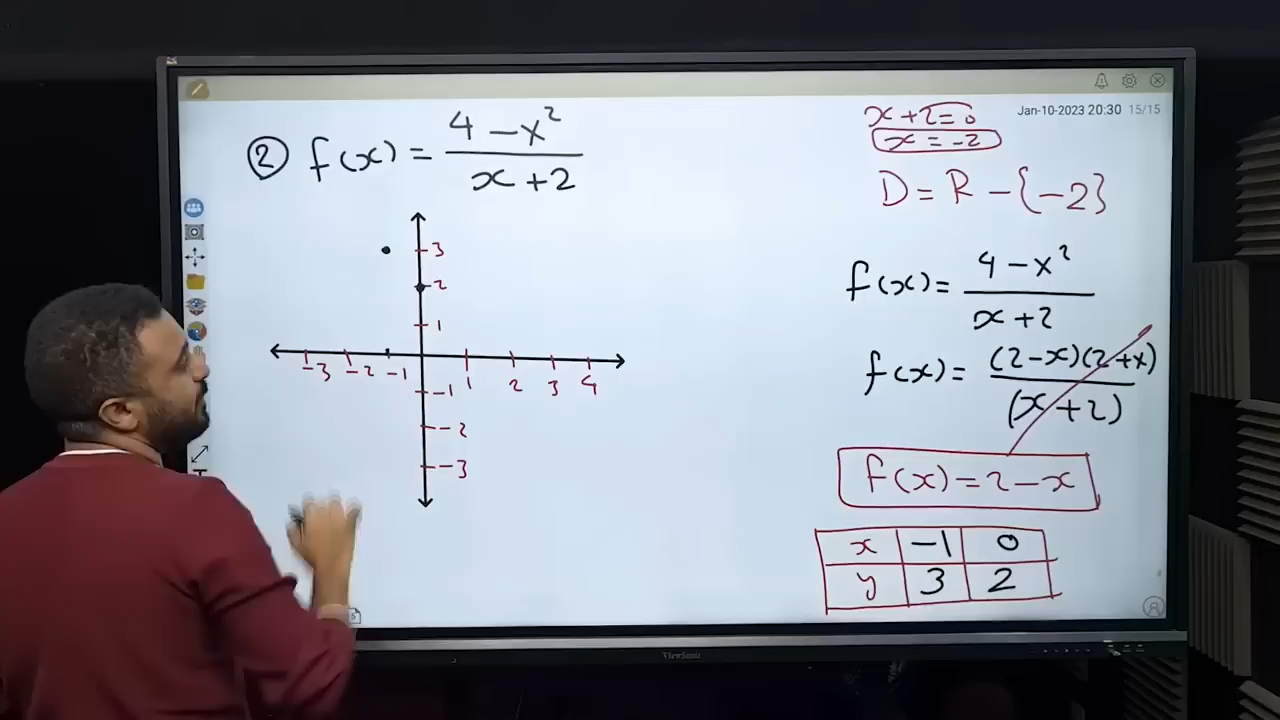 Jan-10-2023 20:30 15/15
② f(x) = 4 - x² / x + 2
3
2
1
-3 -2 -1 1 2 3 4
-1
-2
-3
x + 2 = 0
x = -2
D = R - {-2}
f(x) = 4 - x² / x + 2
f(x) = (2 - x)(2 + x) / (x + 2)
f(x) = 2 - x
x -1 0
y 3 2
ViewSonic